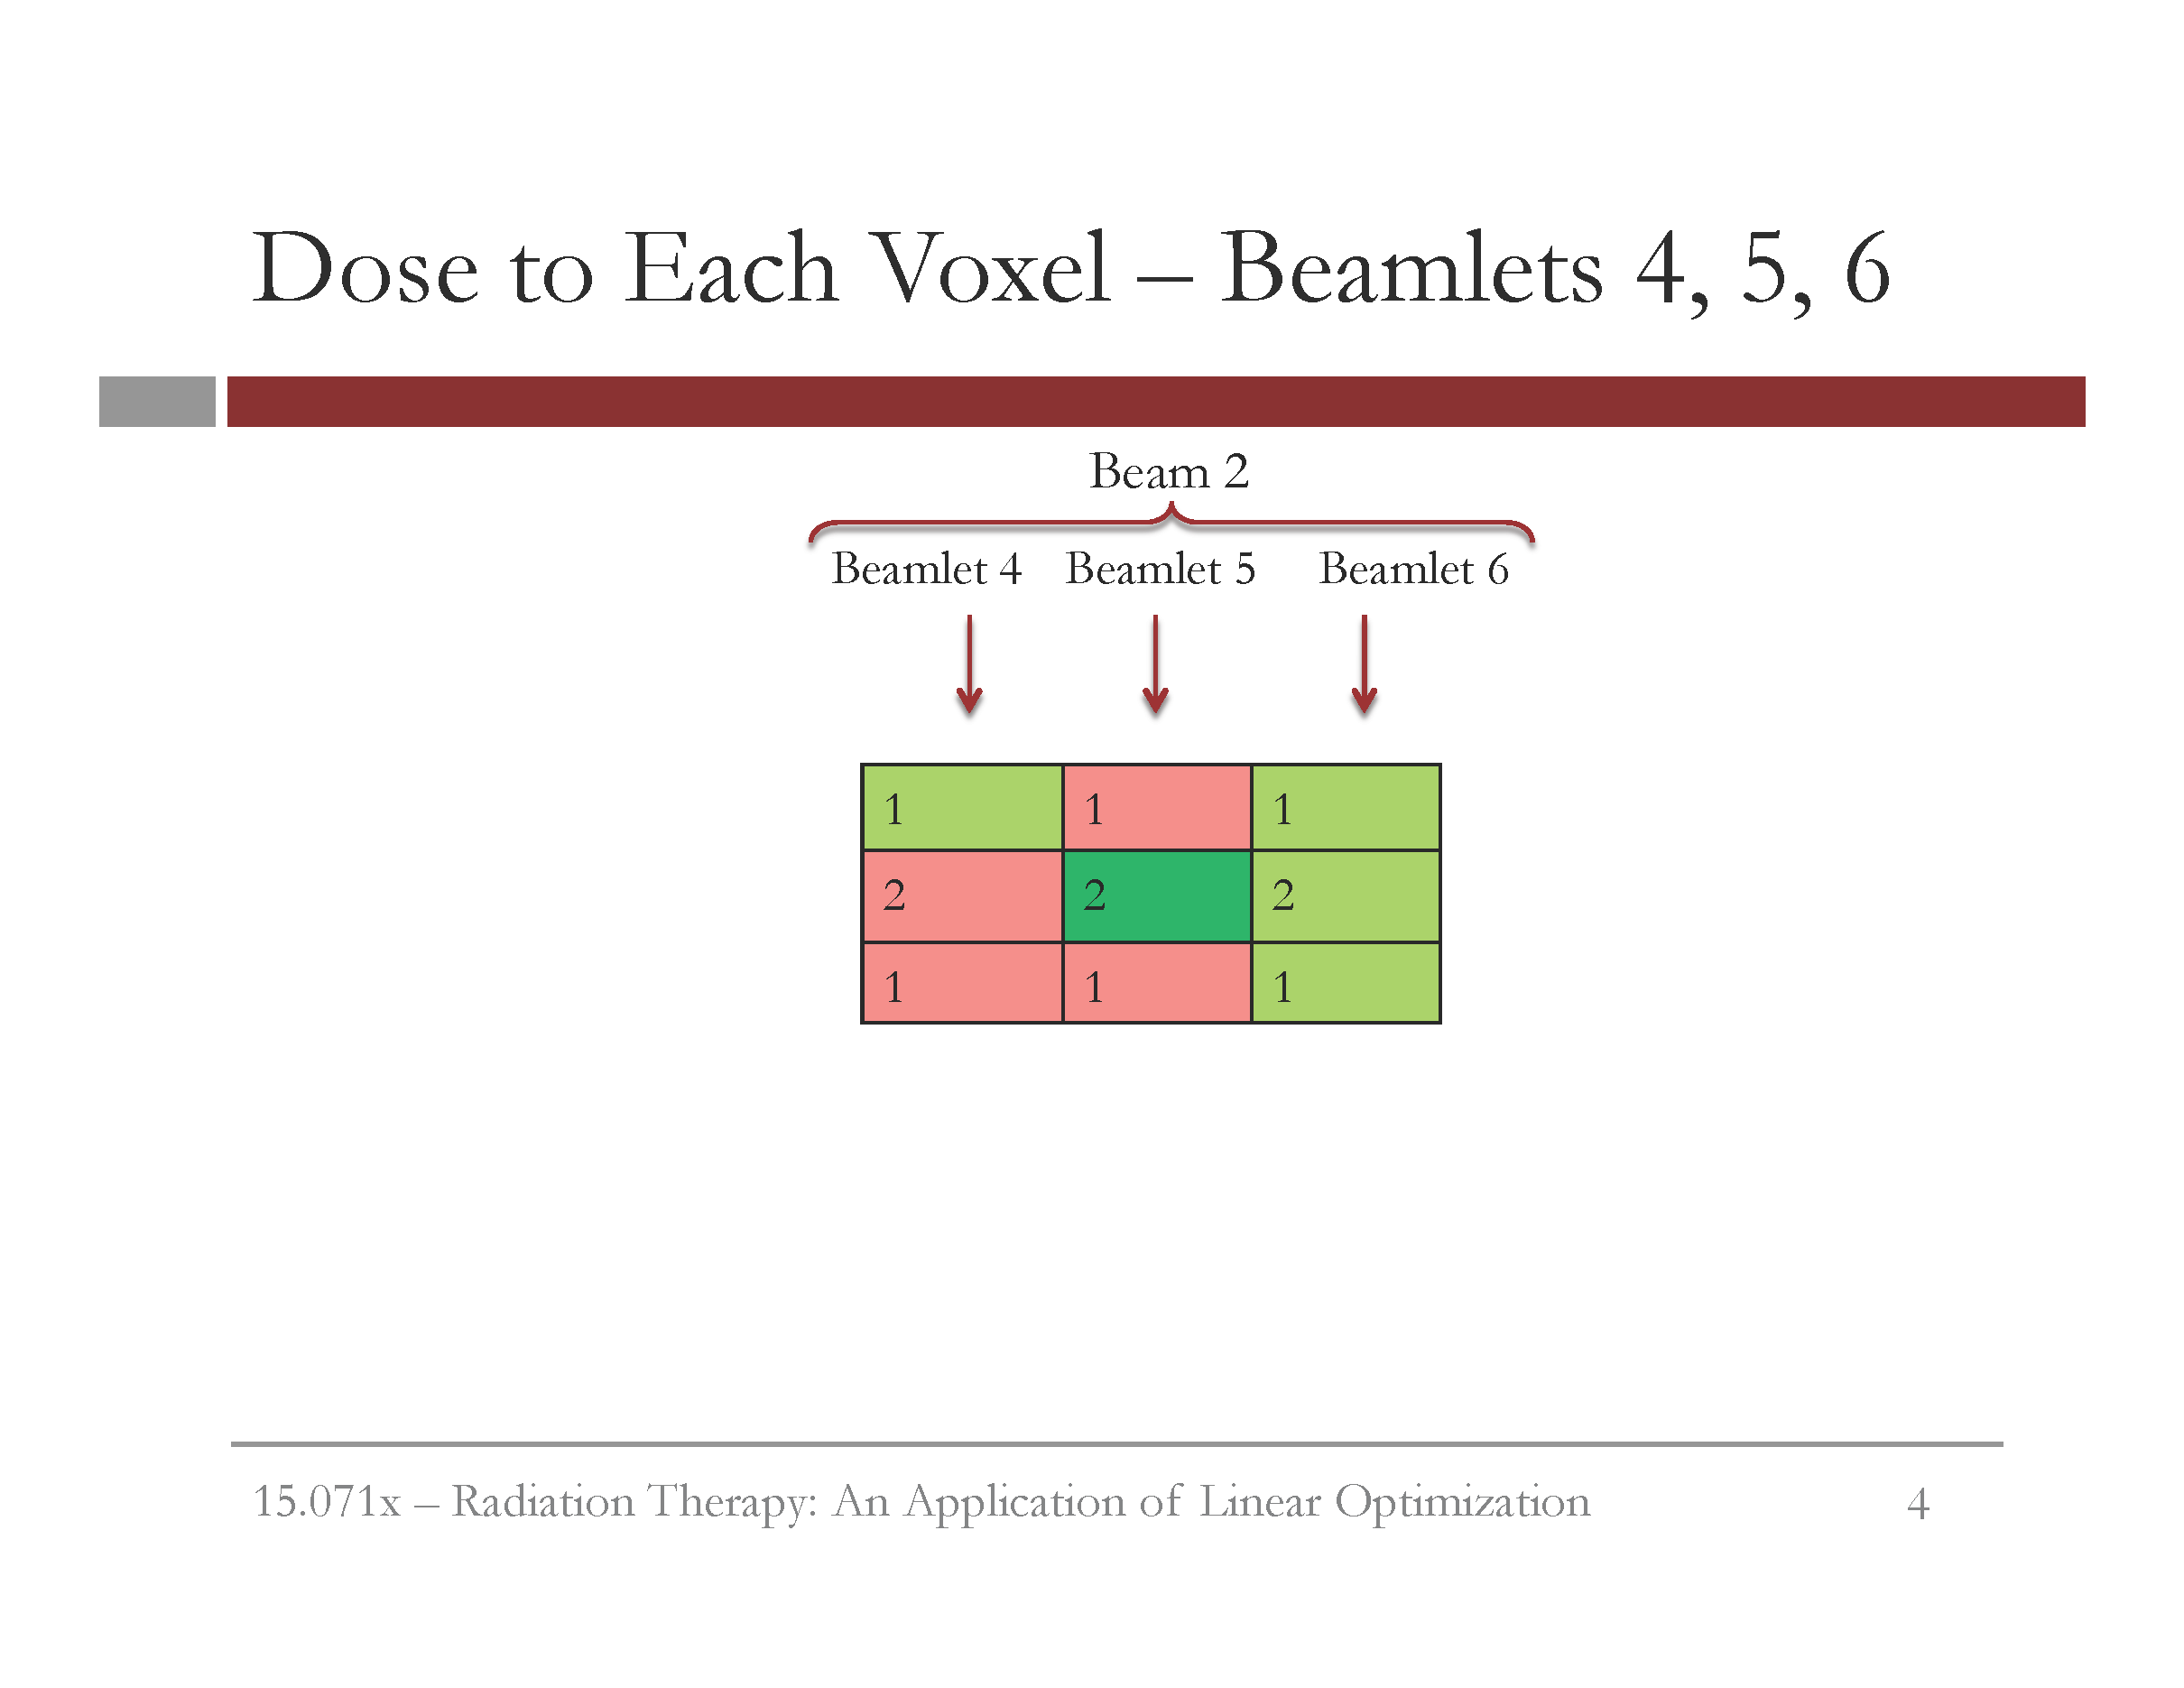 Dose to Each Voxel – Beamlets 4, 5, 6
Beam 2
Beamlet 4 Beamlet 5 Beamlet 6
1 1 1
2 2 2
1 1 1
15.071x – Radiation Therapy: An Application of Linear Optimization 4